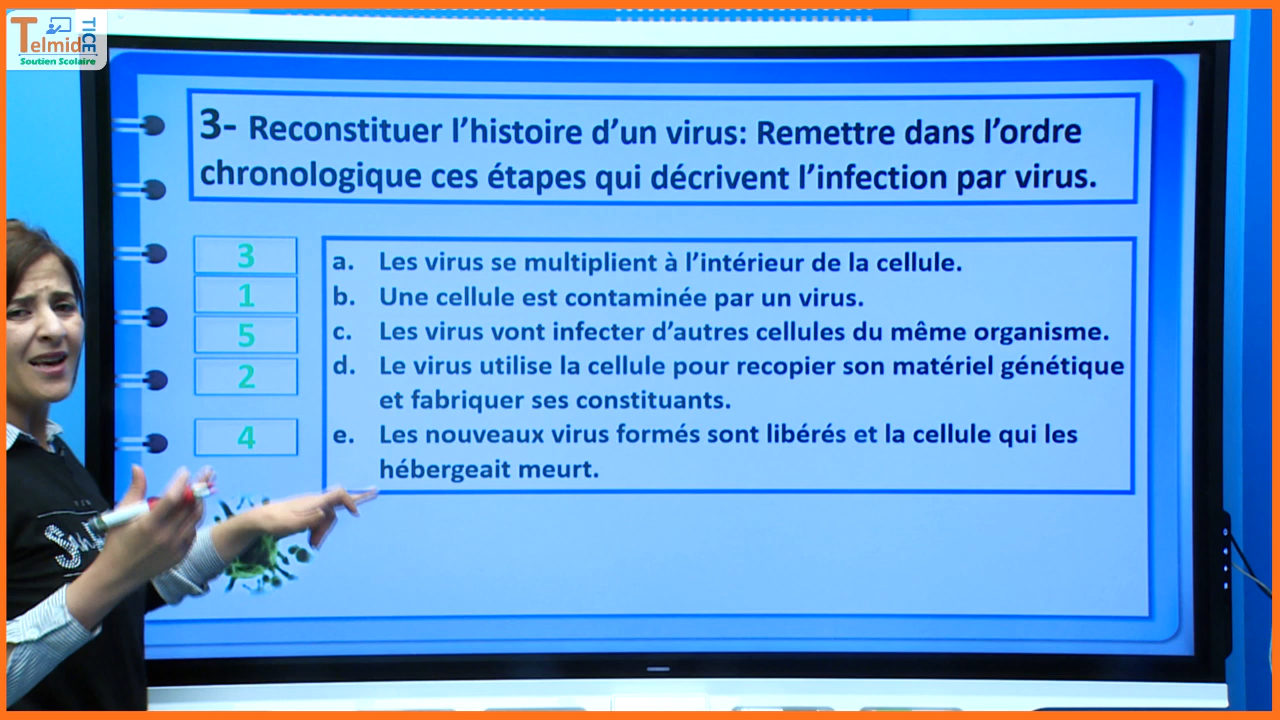 Telmid TICE
Soutien Scolaire
3- Reconstituer l’histoire d’un virus: Remettre dans l’ordre
chronologique ces étapes qui décrivent l’infection par virus.
3 a. Les virus se multiplient à l’intérieur de la cellule.
1 b. Une cellule est contaminée par un virus.
5 c. Les virus vont infecter d’autres cellules du même organisme.
2 d. Le virus utilise la cellule pour recopier son matériel génétique
et fabriquer ses constituants.
4 e. Les nouveaux virus formés sont libérés et la cellule qui les
hébergeait meurt.